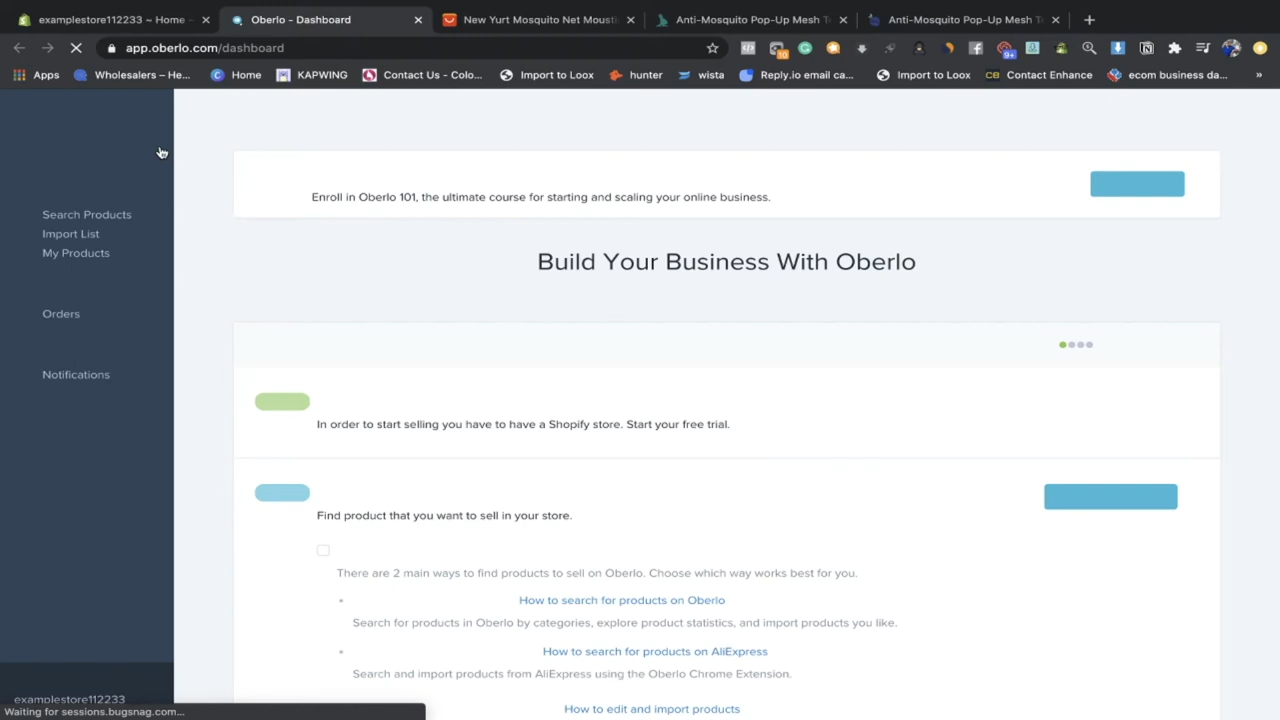 examplestore112233 ~ Home ~
Oberlo - Dashboard
New Yurt Mosquito Net Mousti
Anti-Mosquito Pop-Up Mesh T
Anti-Mosquito Pop-Up Mesh T
app.oberlo.com/dashboard
10
9+
Apps
Wholesalers – He...
Home
KAPWING
Contact Us - Colo...
Import to Loox
hunter
wista
Reply.io email ca...
Import to Loox
CB
Contact Enhance
ecom business da...
»
Enroll in Oberlo 101, the ultimate course for starting and scaling your online business.
Search Products
Import List
My Products
Orders
Notifications
Build Your Business With Oberlo
In order to start selling you have to have a Shopify store. Start your free trial.
Find product that you want to sell in your store.
There are 2 main ways to find products to sell on Oberlo. Choose which way works best for you.
How to search for products on Oberlo
Search for products in Oberlo by categories, explore product statistics, and import products you like.
How to search for products on AliExpress
Search and import products from AliExpress using the Oberlo Chrome Extension.
How to edit and import products
examplestore112233
Waiting for sessions.bugsnag.com...